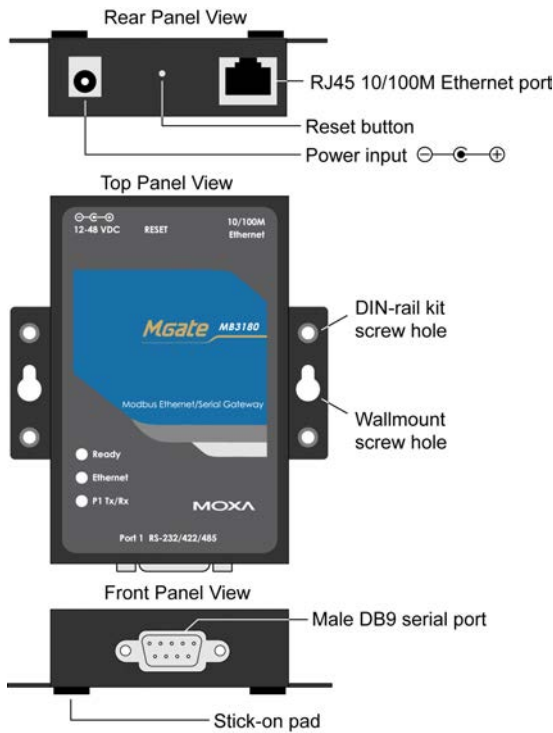 Rear Panel View
RJ45 10/100M Ethernet port
Reset button
Power input
Top Panel View
12-48 VDC
RESET
10/100M
Ethernet
MGate MB3180
Modbus Ethernet/Serial Gateway
DIN-rail kit
screw hole
Wallmount
screw hole
Ready
Ethernet
P1 Tx/Rx
MOXA
Port 1 RS-232/422/485
Front Panel View
Male DB9 serial port
Stick-on pad